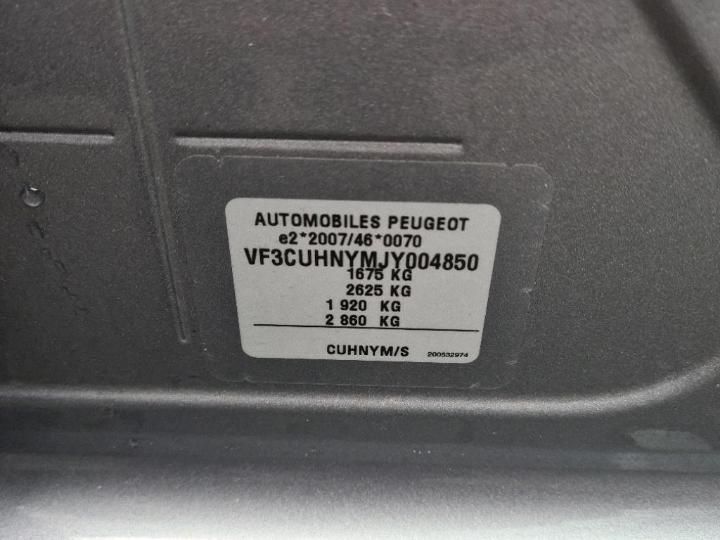 AUTOMOBILES PEUGEOT
e2*2007/46*0070
VF3CUHNYMJY004850
1675 KG
2625 KG
1 920 KG
2 860 KG
CUHNYM/S 200532974